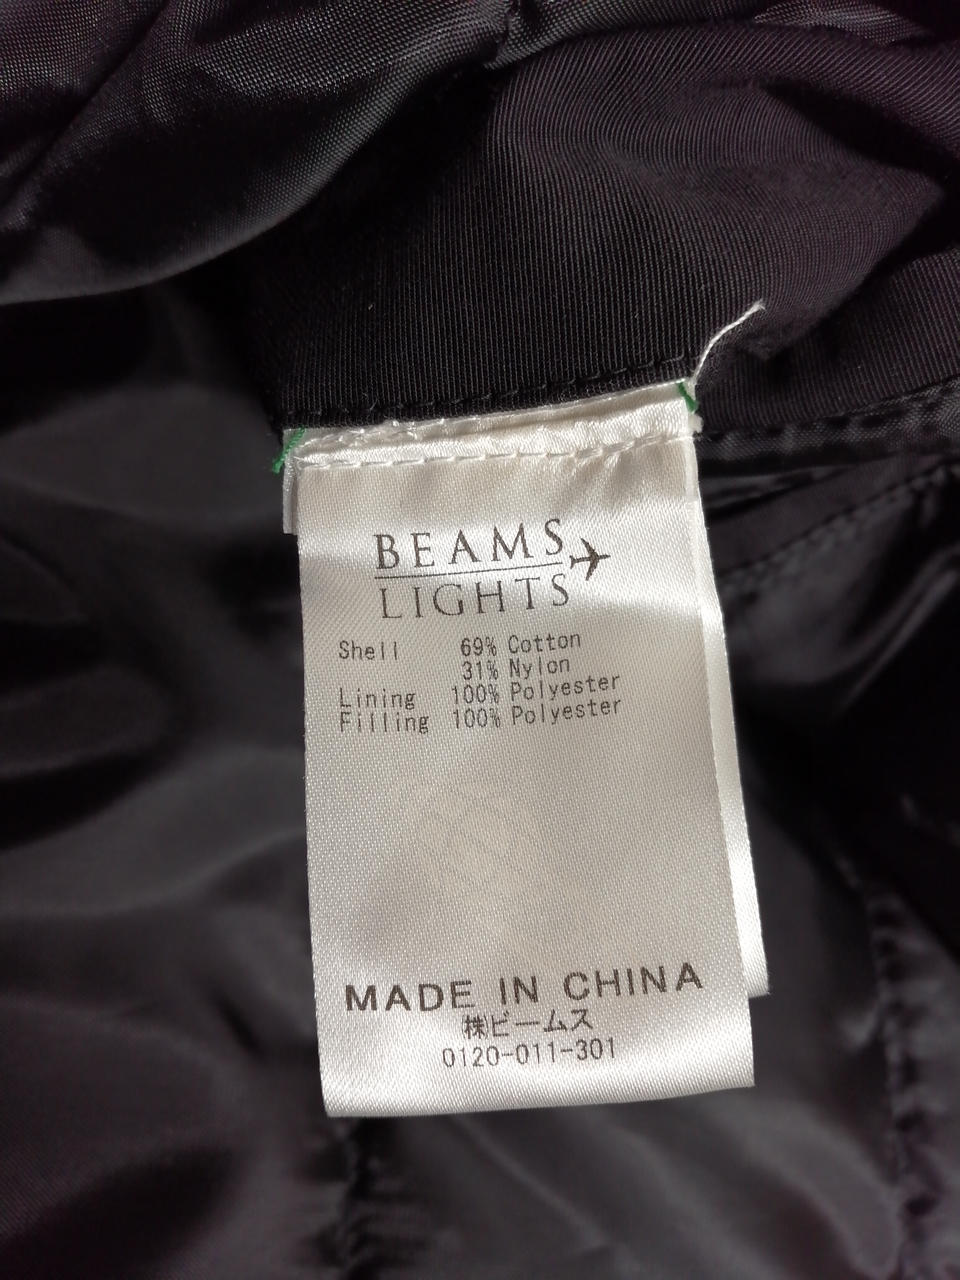 BEAMS
LIGHTS
Shell 69% Cotton
31% Nylon
Lining 100% Polyester
Filling 100% Polyester
MADE IN CHINA
㈱ビームス
0120-011-301